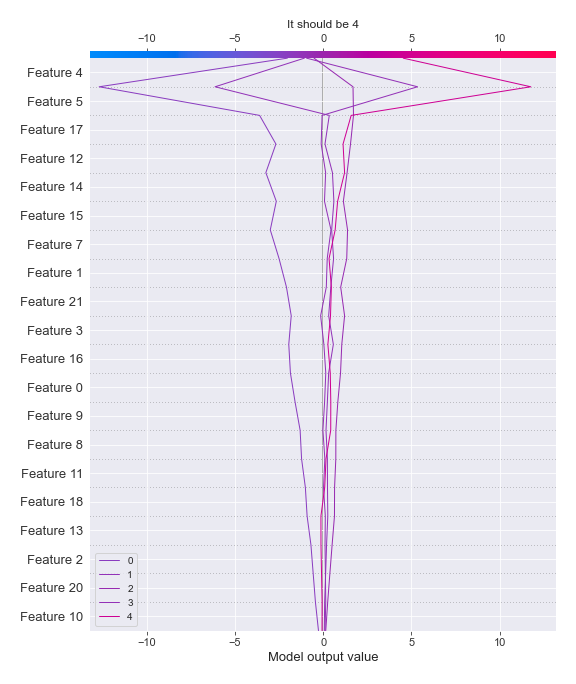 It should be 4
−10 −5 0 5 10
Feature 4
Feature 5
Feature 17
Feature 12
Feature 14
Feature 15
Feature 7
Feature 1
Feature 21
Feature 3
Feature 16
Feature 0
Feature 9
Feature 8
Feature 11
Feature 18
Feature 13
Feature 2
Feature 20
Feature 10
0
1
2
3
4
−10 −5 0 5 10
Model output value